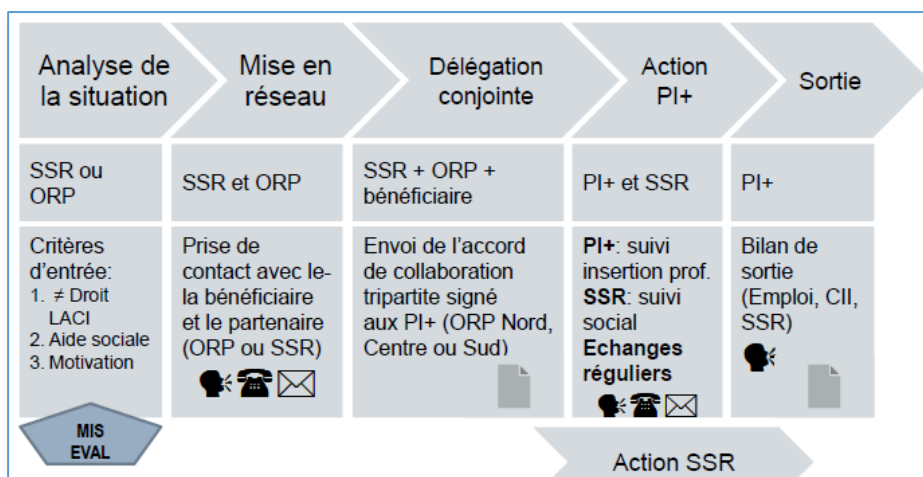 Analyse de
la situation
Mise en
réseau
Délégation
conjointe
Action
PI+
Sortie
SSR ou
ORP
SSR et ORP
SSR + ORP +
bénéficiaire
PI+ et SSR
PI+
Critères
d'entrée:
1. ≠ Droit
LACI
2. Aide sociale
3. Motivation
Prise de
contact avec le-
la bénéficiaire
et le partenaire
(ORP ou SSR)
Envoi de l'accord
de collaboration
tripartite signé
aux PI+ (ORP Nord,
Centre ou Sud)
PI+: suivi
insertion prof.
SSR: suivi
social
Echanges
réguliers
Bilan de
sortie
(Emploi, CII,
SSR)
MIS
EVAL
Action SSR